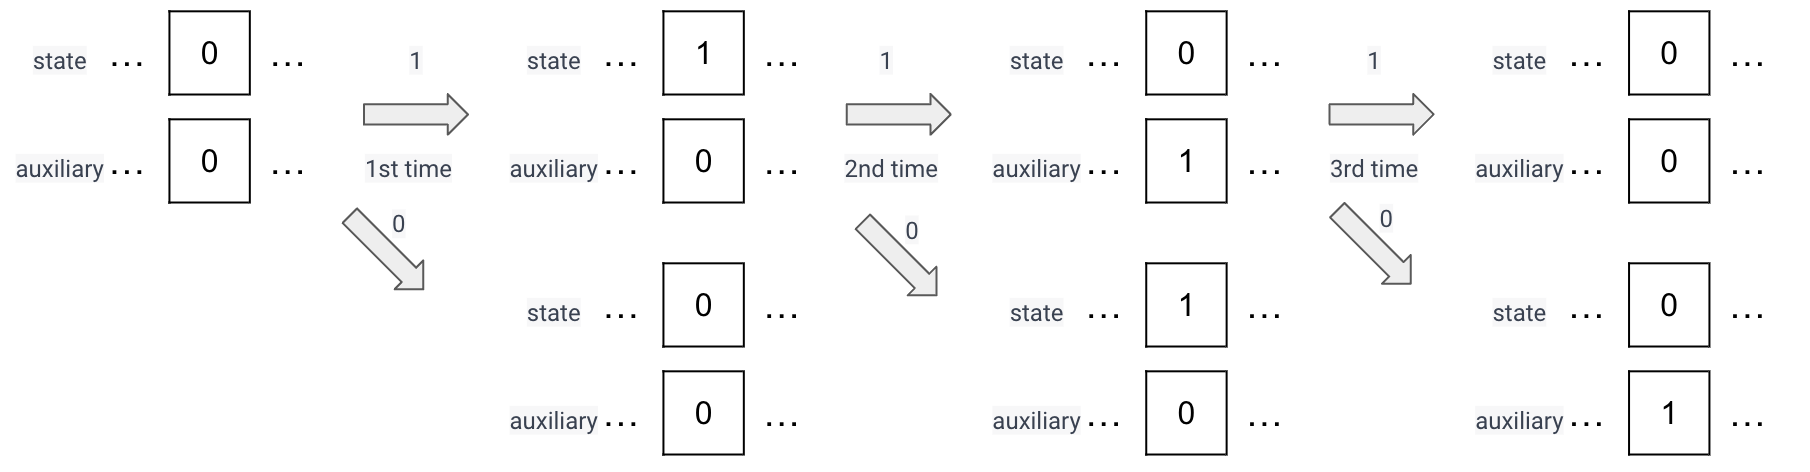 state ... 0 ... 1 state ... 1 ... 1 state ... 0 ... 1 state ... 0 ...
auxiliary ... 0 ... 1st time auxiliary ... 0 ... 2nd time auxiliary ... 1 ... 3rd time auxiliary ... 0 ...
0 0 0
state ... 0 ... state ... 1 ... state ... 0 ...
auxiliary ... 0 ... auxiliary ... 0 ... auxiliary ... 1 ...